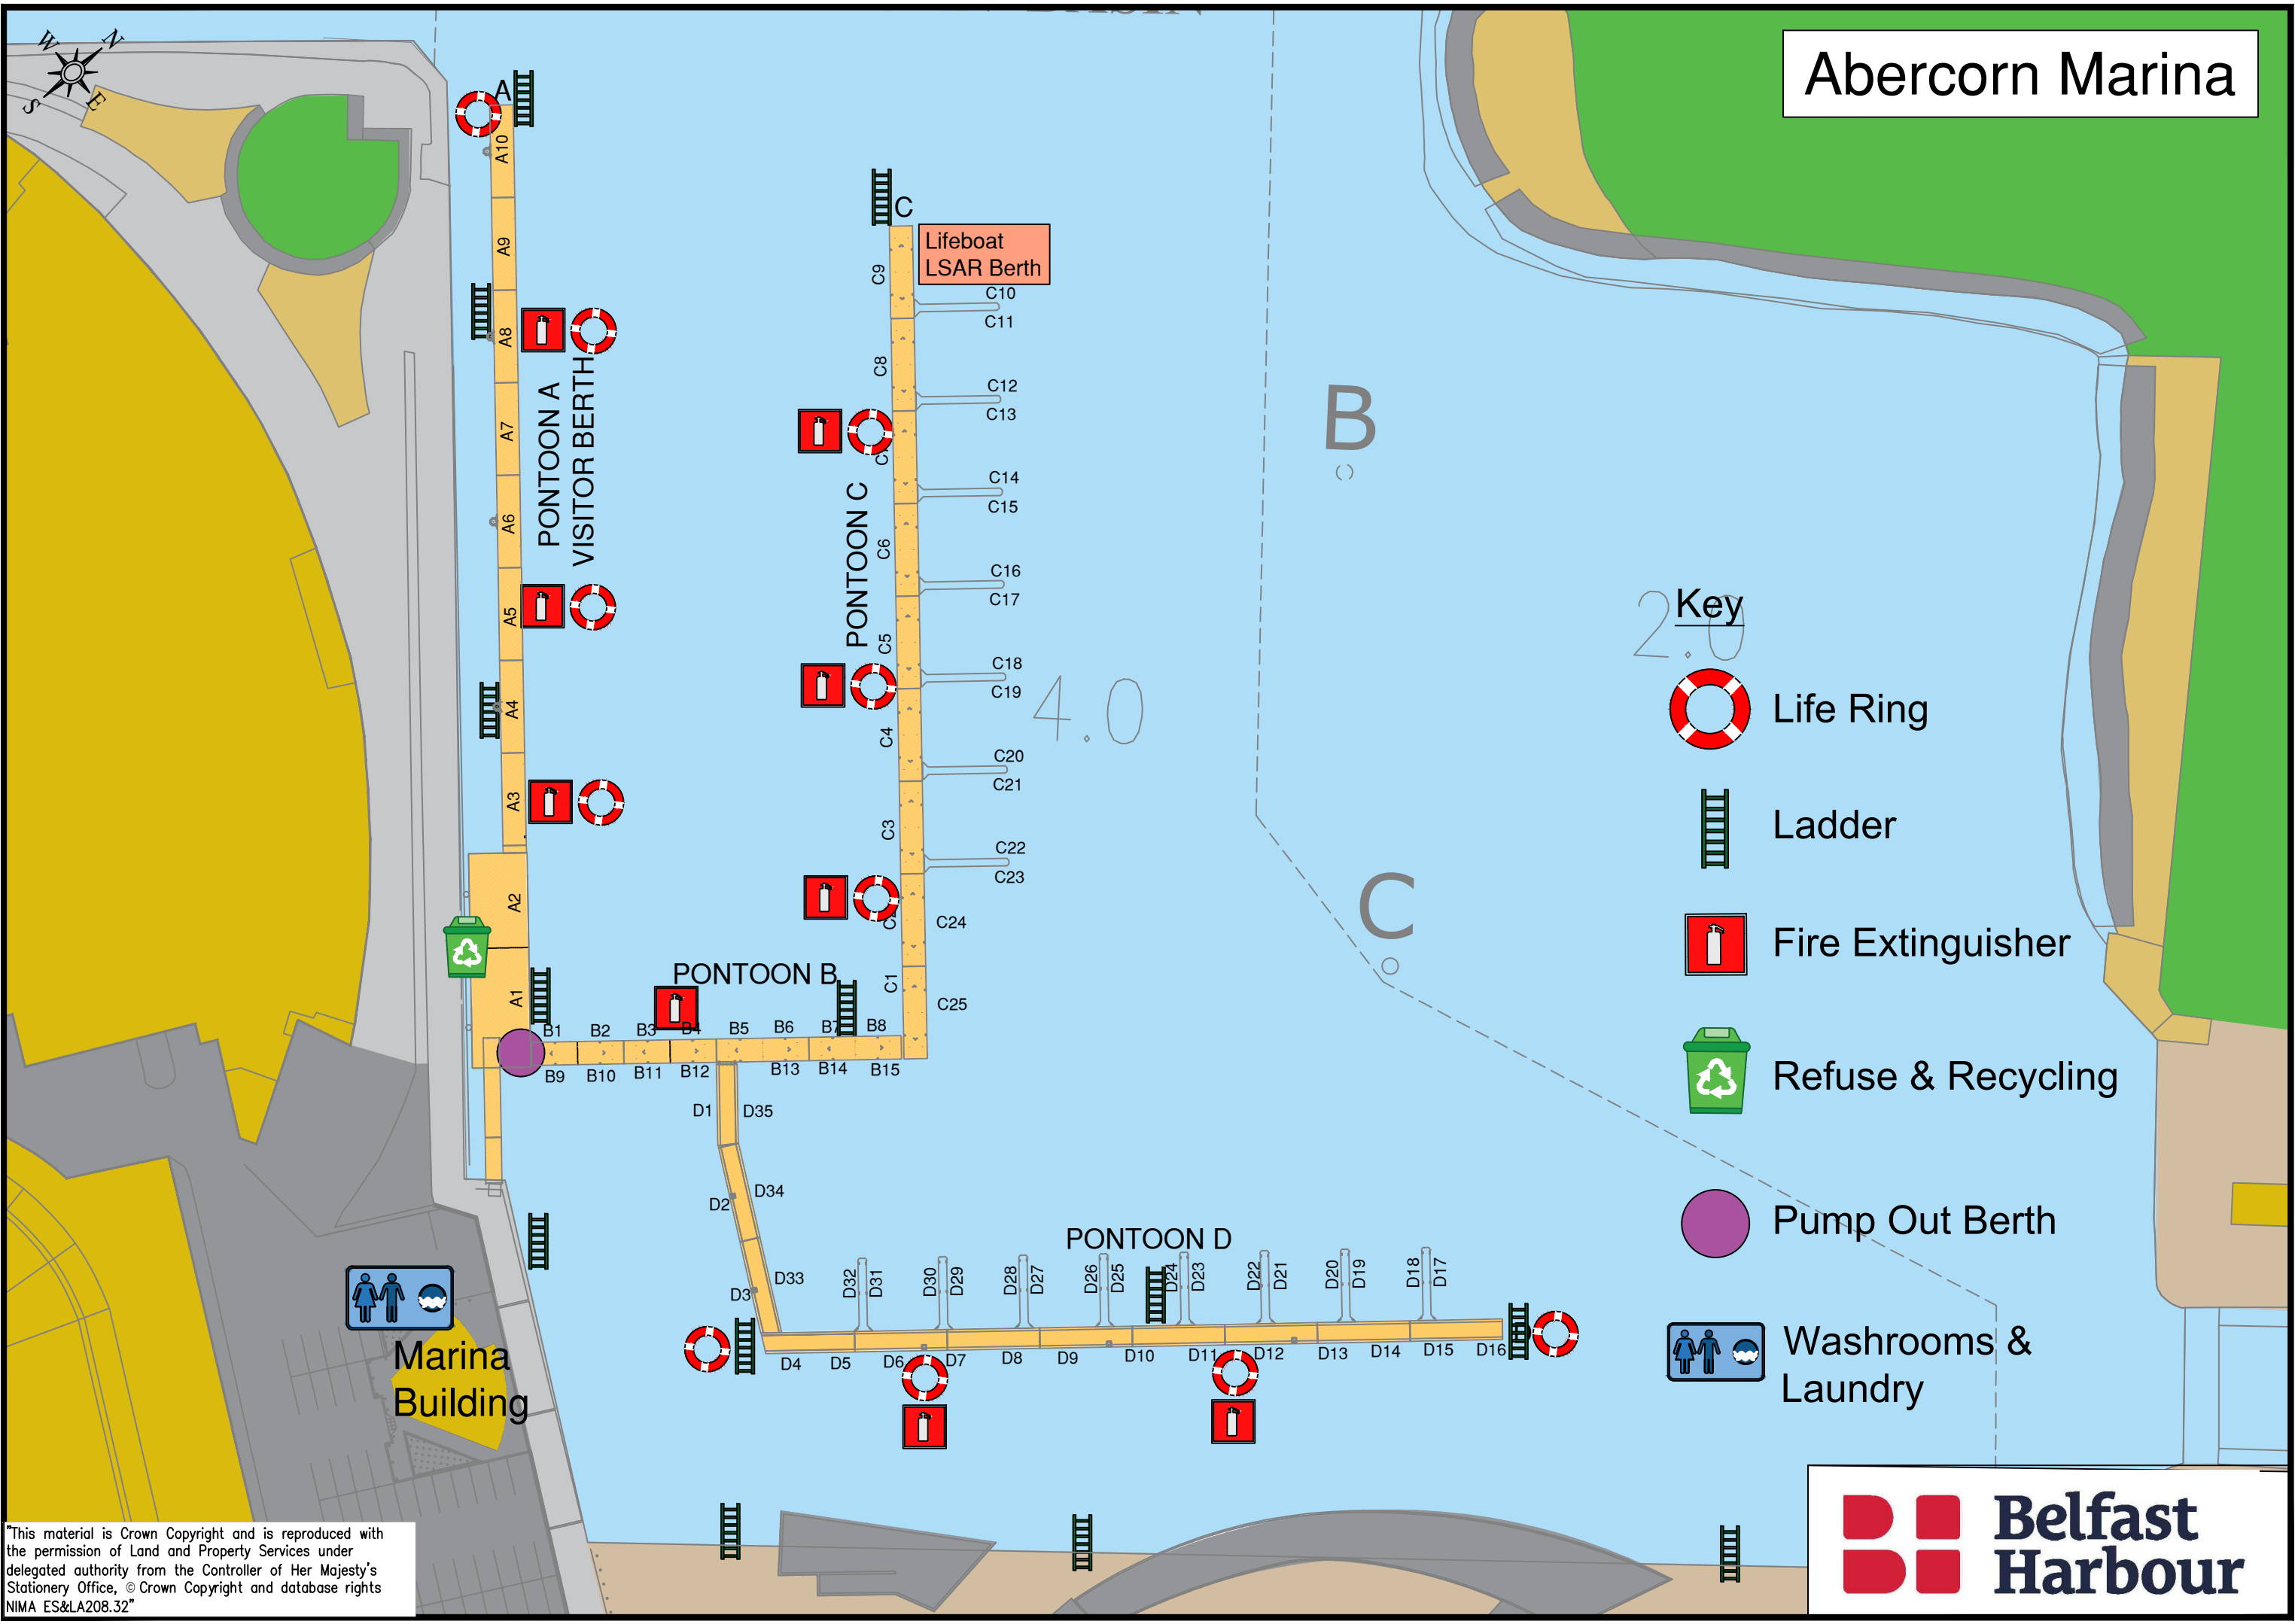 BASIN
Abercorn Marina
W
N
S
E
A
A10
A9
A8
A7
A6
A5
A4
A3
A2
A1
PONTOON A
VISITOR BERTH
C
Lifeboat
LSAR Berth
C9
C8
C6
C5
C4
C3
C1
PONTOON C
C10
C11
C12
C13
C14
C15
C16
C17
C18
C19
C20
C21
C22
C23
C24
C25
B
C
4.0
2.0
PONTOON B
B1
B2
B3
B4
B5
B6
B7
B8
B9
B10
B11
B12
B13
B14
B15
D1
D35
D2
D34
D3
D33
PONTOON D
D32
D31
D30
D29
D28
D27
D26
D25
D24
D23
D22
D21
D20
D19
D18
D17
D4
D5
D6
D7
D8
D9
D10
D11
D12
D13
D14
D15
D16
Marina
Building
Key
Life Ring
Ladder
Fire Extinguisher
Refuse & Recycling
Pump Out Berth
Washrooms &
Laundry
"This material is Crown Copyright and is reproduced with
the permission of Land and Property Services under
delegated authority from the Controller of Her Majesty's
Stationery Office, © Crown Copyright and database rights
NIMA ES&LA208.32"
Belfast
Harbour